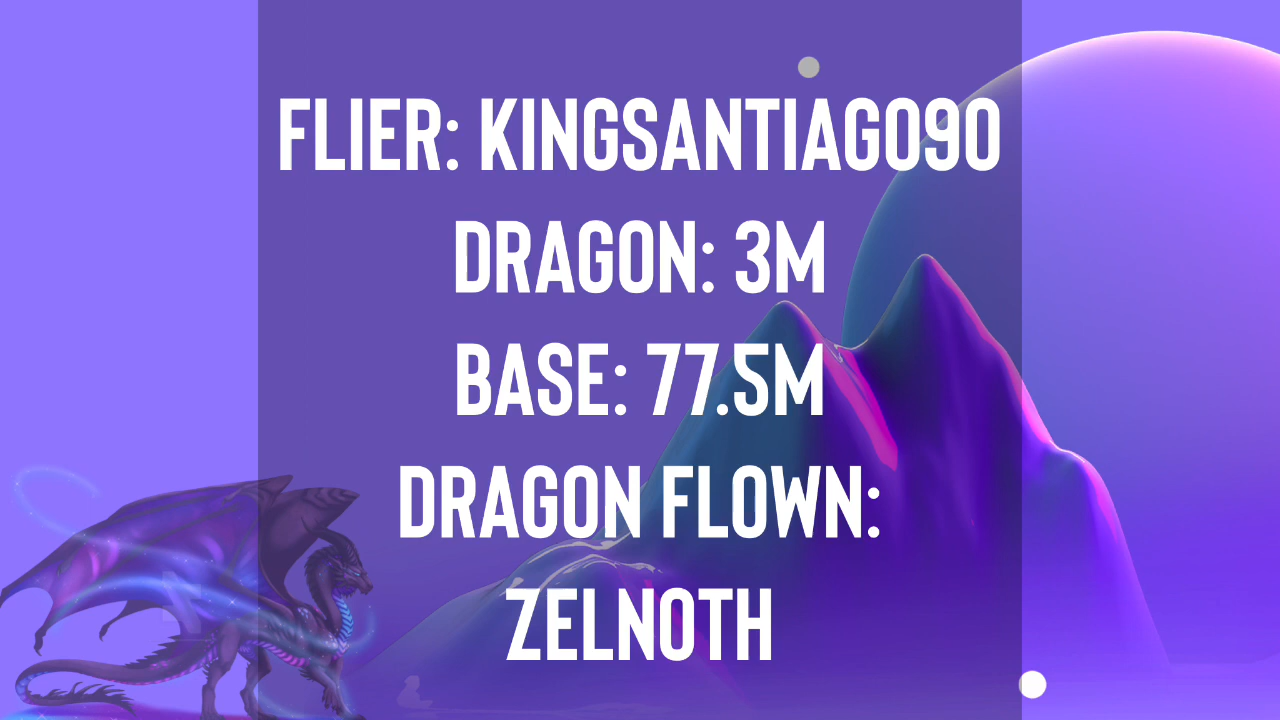 FLIER: KINGSANTIAGO90
DRAGON: 3M
BASE: 77.5M
DRAGON FLOWN:
ZELNOTH